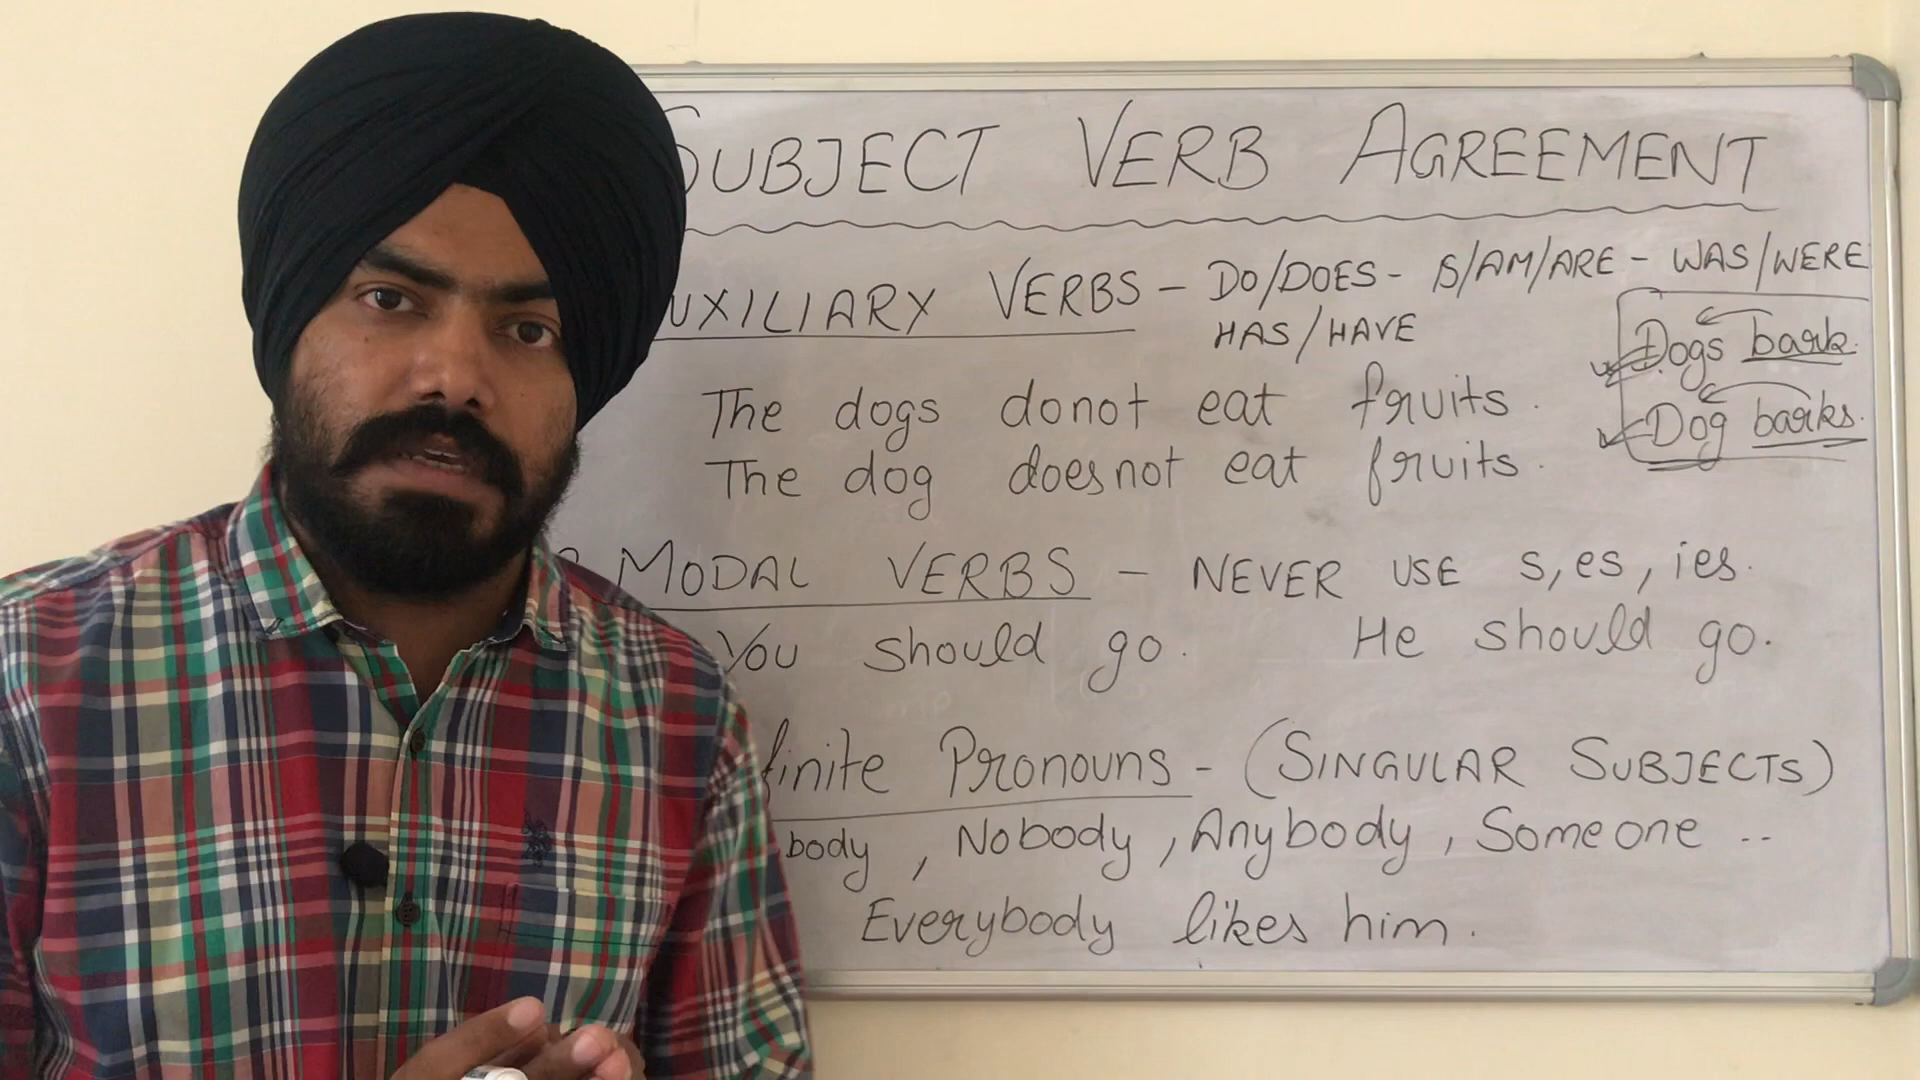 SUBJECT VERB AGREEMENT
UXILIARY VERBS - DO/DOES - IS/AM/ARE - WAS/WERE
HAS/HAVE
Dogs bark.
Dog barks.
The dogs donot eat fruits.
The dog doesnot eat fruits.
MODAL VERBS - NEVER USE s, es, ies.
You should go. He should go.
finite Pronouns - (SINGULAR SUBJECTS)
body, Nobody, Anybody, Someone ..
Everybody likes him.